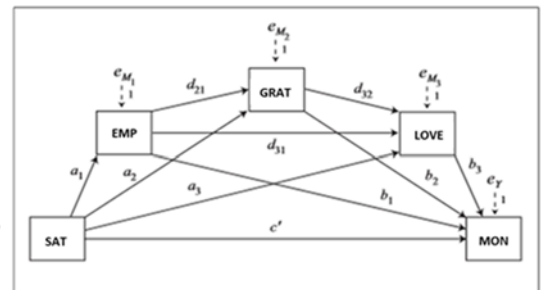 e_M₂
1
e_M₁
1
d₂₁
GRAT
d₃₂
e_M₃
1
EMP
LOVE
d₃₁
a₁
a₂
a₃
b₁
b₂
b₃
e_Y
1
SAT
c′
MON